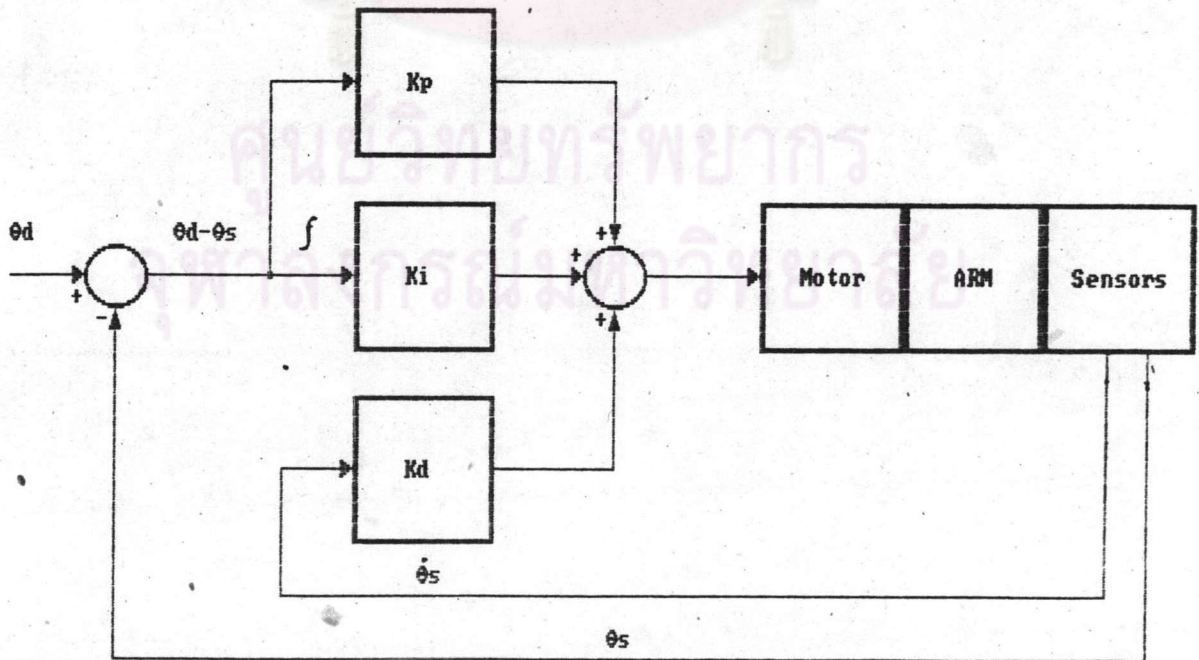 Kp
ศูนย์วิทยทรัพยากร
θd
θd-θs
∫
+
-
Ki
+
+
+
Motor
ARM
Sensors
จุฬาลงกรณ์มหาวิทยาลัย
Kd
θ̇s
θs